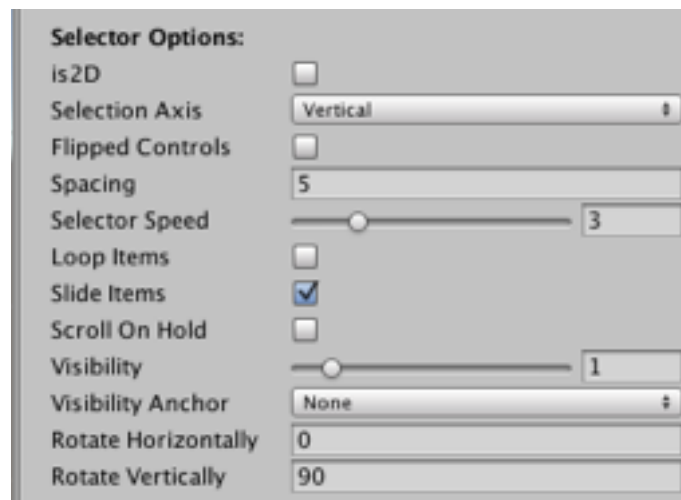 Selector Options:
is2D
Selection Axis Vertical
Flipped Controls
Spacing 5
Selector Speed 3
Loop Items
Slide Items
Scroll On Hold
Visibility 1
Visibility Anchor None
Rotate Horizontally 0
Rotate Vertically 90